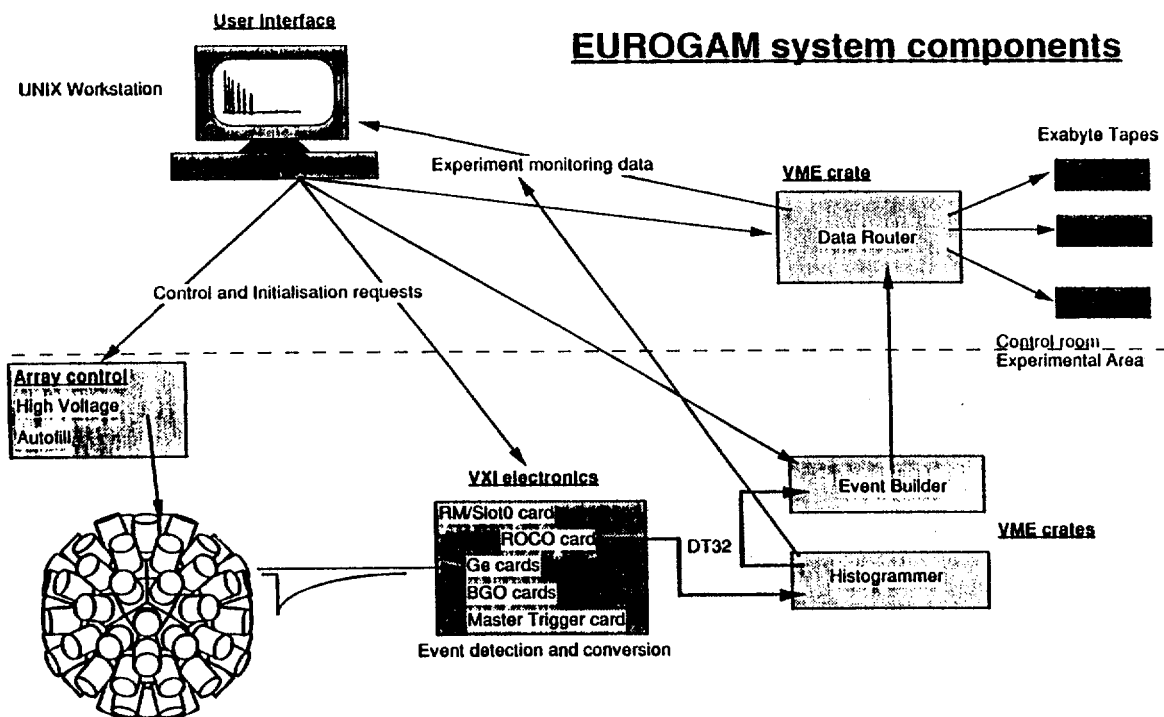 User Interface
EUROGAM system components
UNIX Workstation
Exabyte Tapes
Experiment monitoring data
VME crate
Data Router
Control and Initialisation requests
Control room
Experimental Area
Array control
High Voltage
Autofill
VXI electronics
RM/Slot0 card
ROCO card
Ge cards
BGO cards
Master Trigger card
Event detection and conversion
Event Builder
DT32
VME crates
Histogrammer